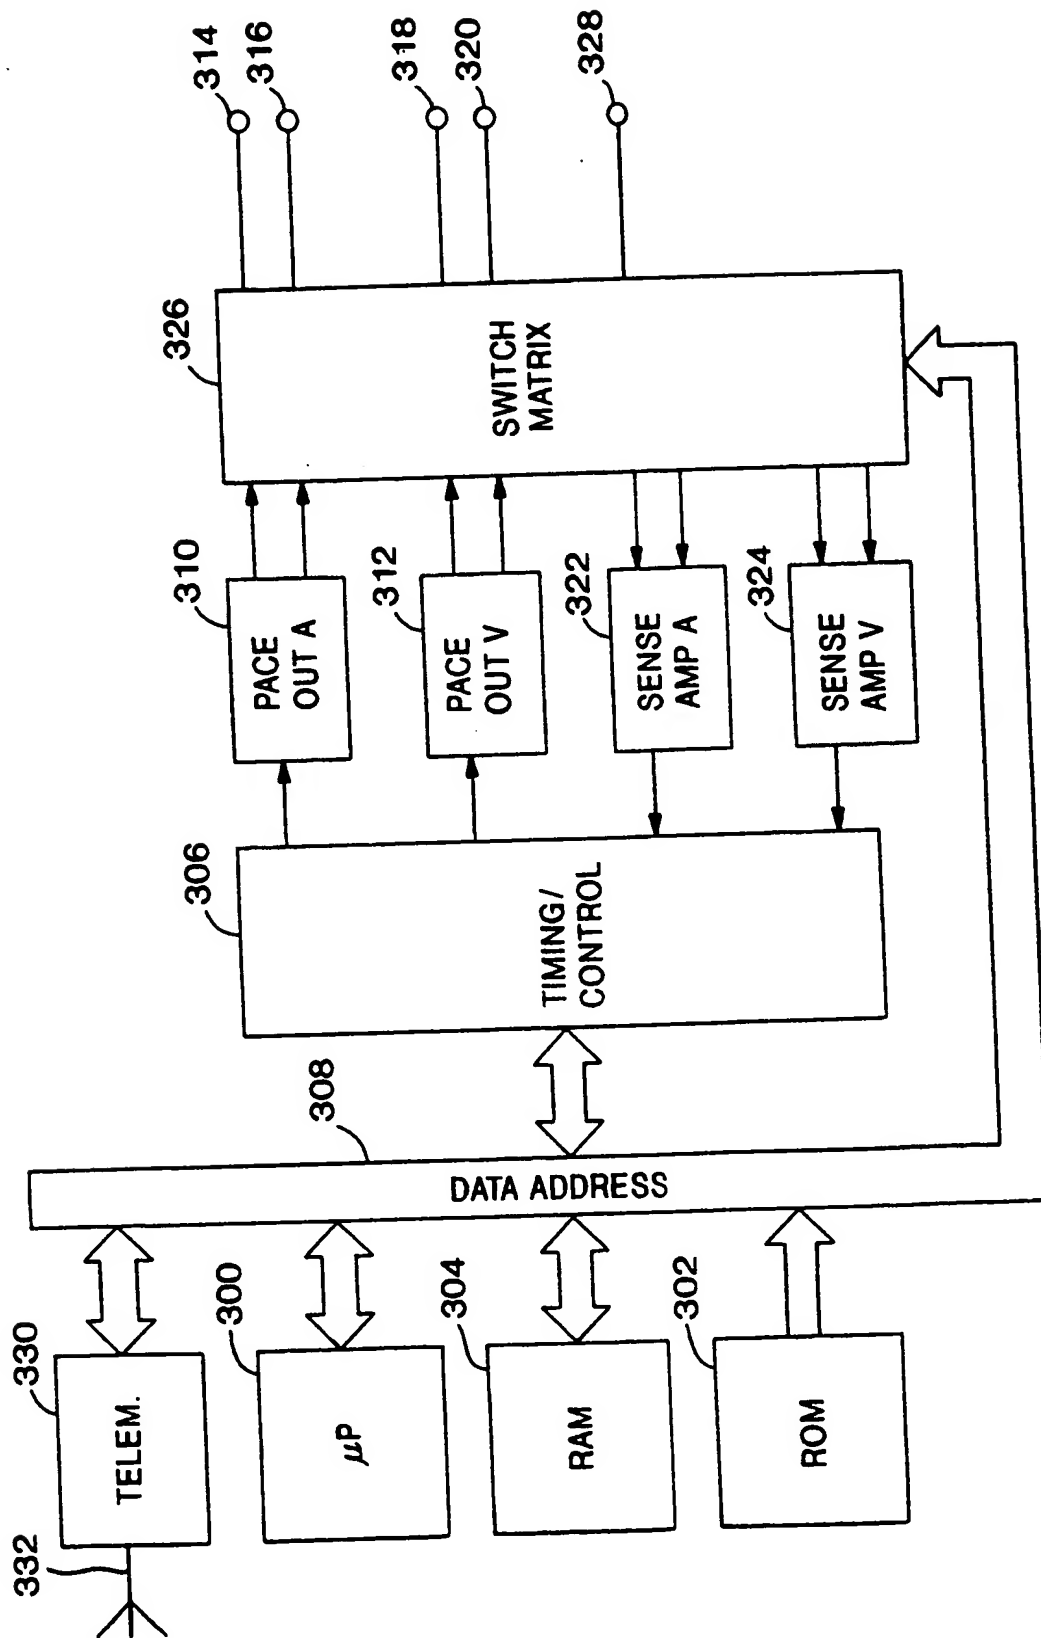 332
330
TELEM.
300
μP
304
RAM
302
ROM
308
DATA ADDRESS
306
TIMING/
CONTROL
310
PACE
OUT A
312
PACE
OUT V
322
SENSE
AMP A
324
SENSE
AMP V
326
SWITCH
MATRIX
314
316
318
320
328